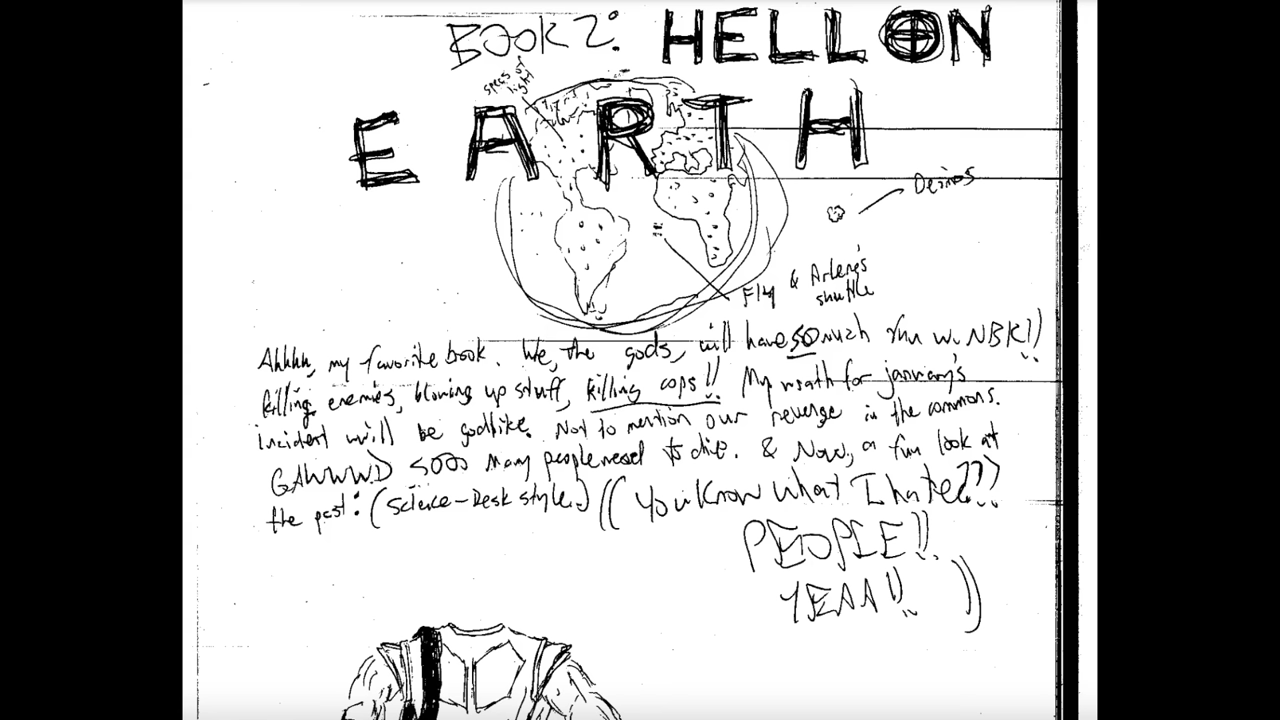 BOOK 2: HELL ON
EARTH
specs of
light
Deimos
Fly & Arlene's
shuttle
Ahhhh, my favorite book. We, the gods, will have so much fun w. NBK!!
killing enemies, blowing up stuff, killing cops!! My wrath for january's
incident will be godlike. Not to mention our revenge in the commons.
GAWWWD sooo many people need to die. & Now, a fun look at
the past: (science-Desk style.) (( You Know what I hate???
PEOPLE!!
YEAA!! ))